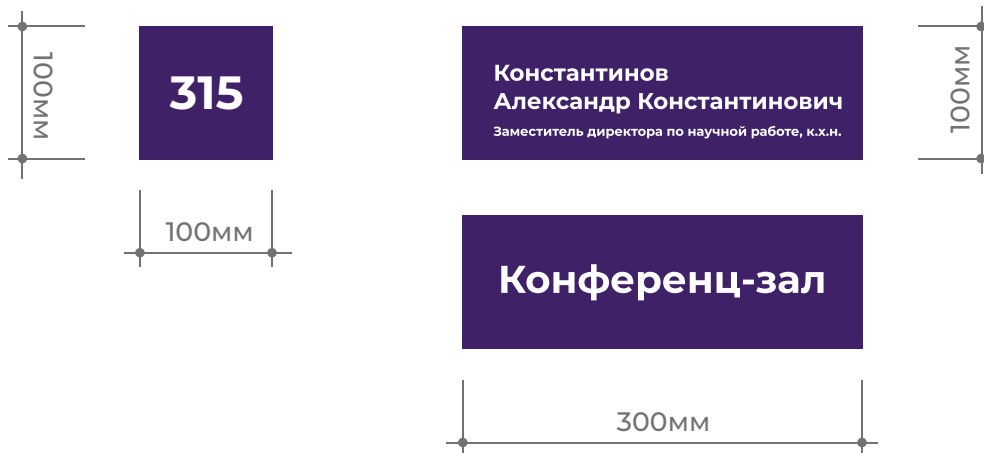 100мм
315
100мм
Константинов
Александр Константинович
Заместитель директора по научной работе, к.х.н.
100мм
Конференц-зал
300мм